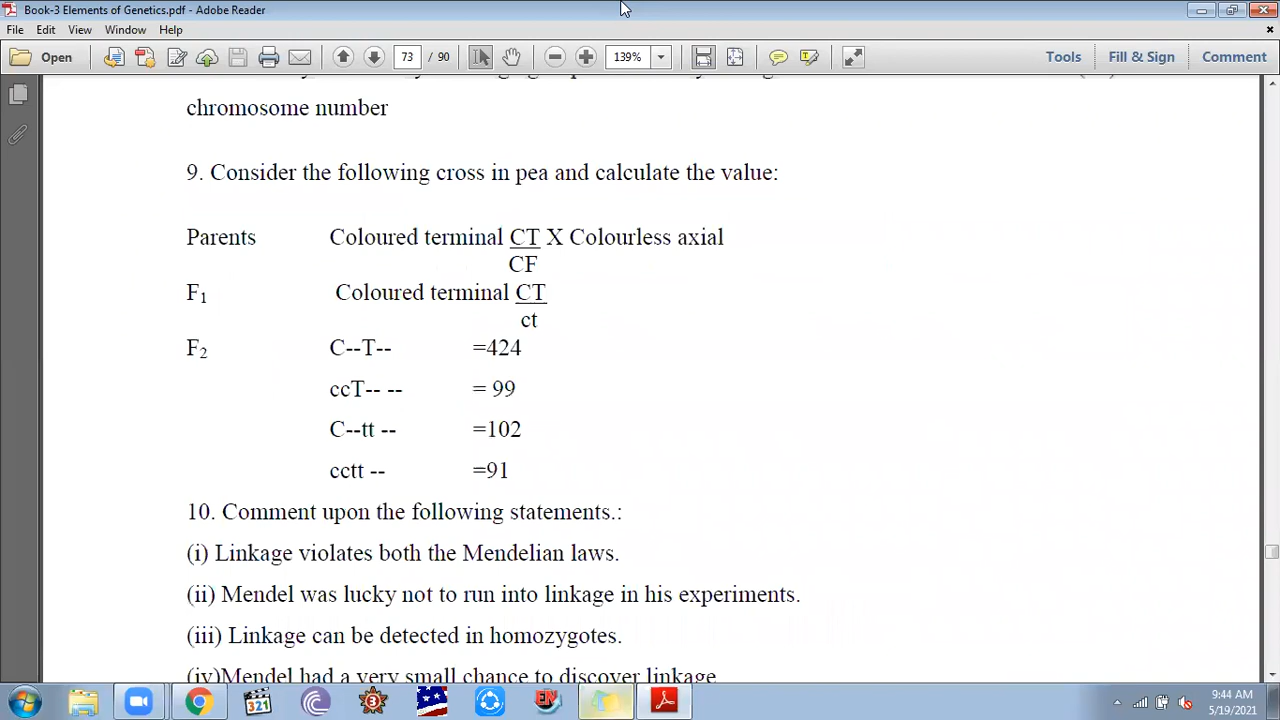 Book-3 Elements of Genetics.pdf - Adobe Reader
File Edit View Window Help
Open 73 / 90 139% Tools Fill & Sign Comment
chromosome number
9. Consider the following cross in pea and calculate the value:
Parents Coloured terminal CT X Colourless axial
CF
F1 Coloured terminal CT
ct
F2 C--T-- =424
ccT-- -- = 99
C--tt -- =102
cctt -- =91
10. Comment upon the following statements.:
(i) Linkage violates both the Mendelian laws.
(ii) Mendel was lucky not to run into linkage in his experiments.
(iii) Linkage can be detected in homozygotes.
(iv)Mendel had a very small chance to discover linkage
321 3 EN 9:44 AM
5/19/2021